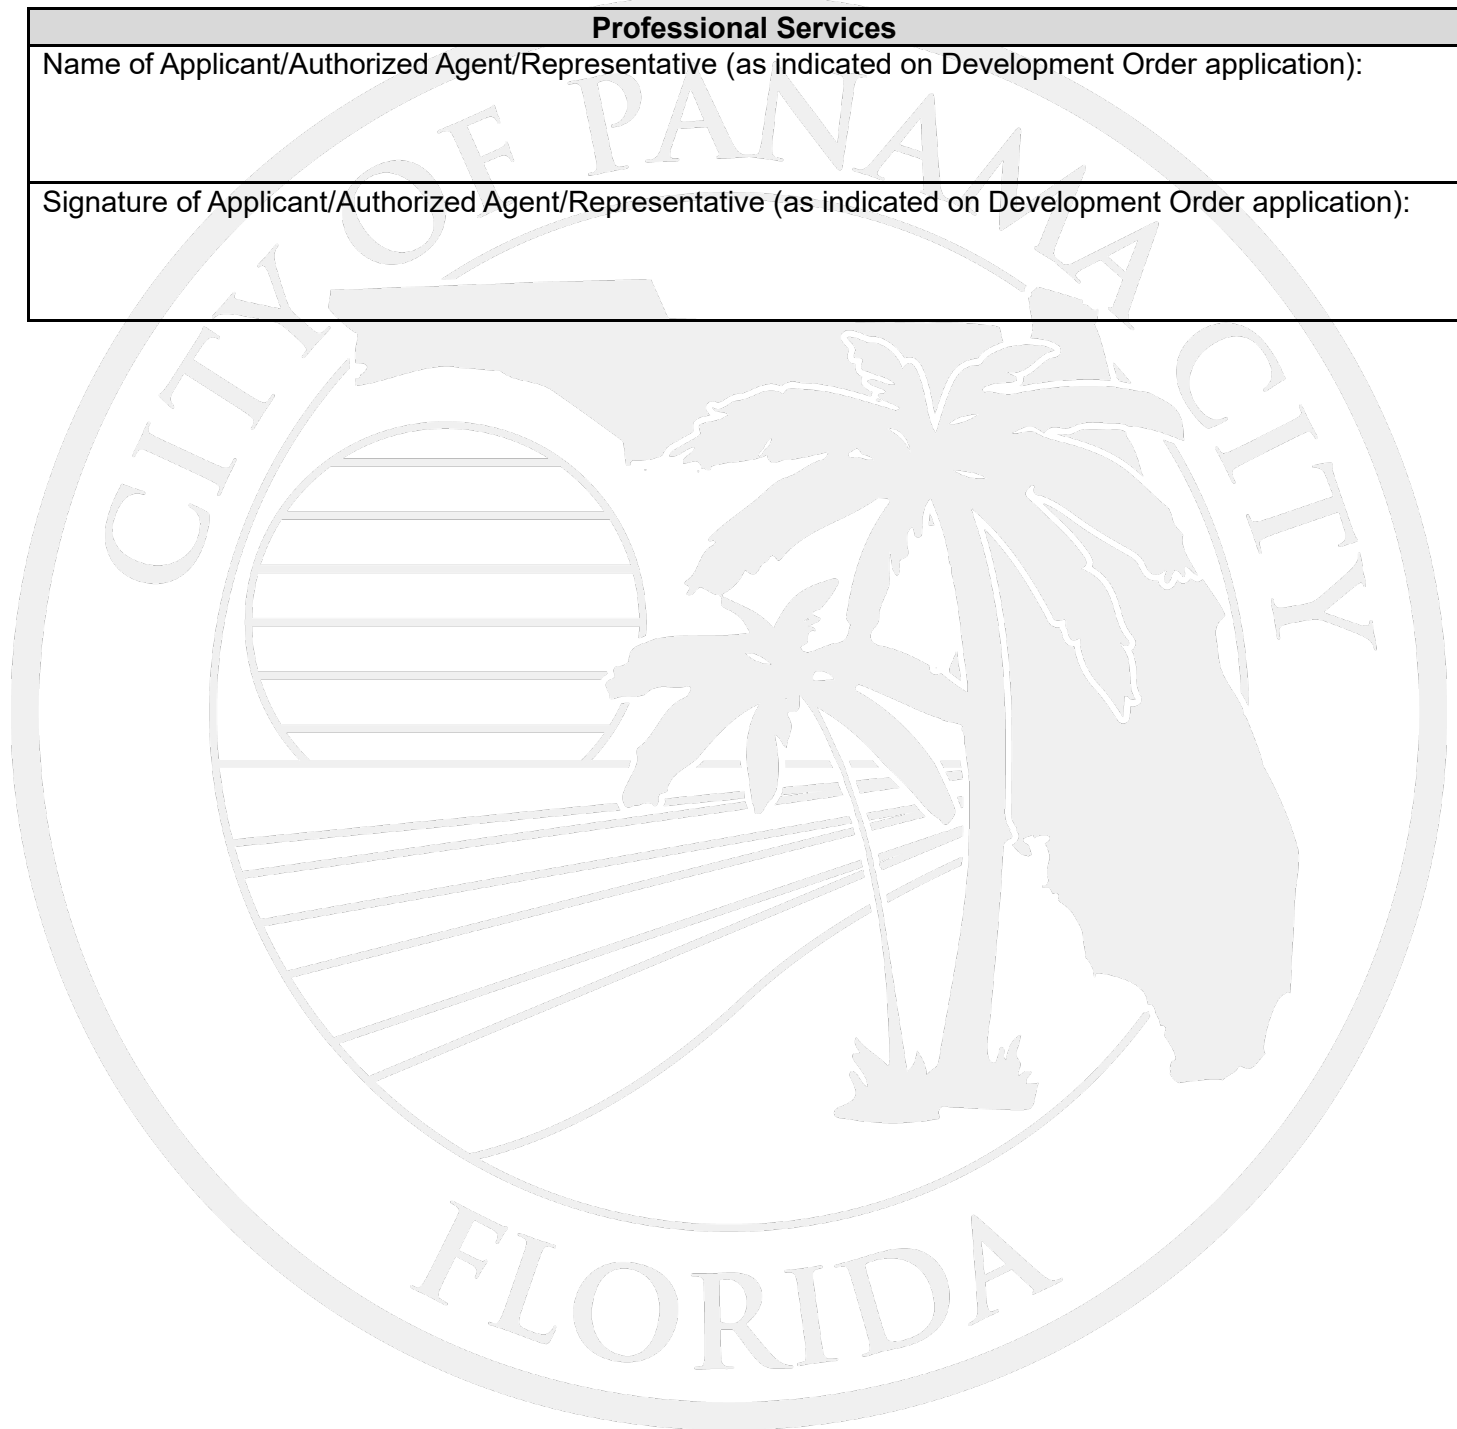 Professional Services
Name of Applicant/Authorized Agent/Representative (as indicated on Development Order application):
Signature of Applicant/Authorized Agent/Representative (as indicated on Development Order application):
CITY OF PANAMA CITY
FLORIDA